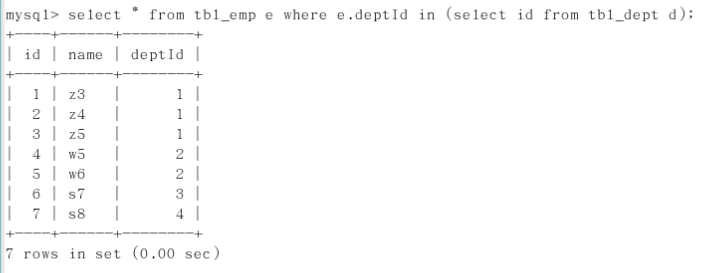 mysql> select * from tbl_emp e where e.deptId in (select id from tbl_dept d);
+----+------+--------+
| id | name | deptId |
+----+------+--------+
| 1 | z3 | 1 |
| 2 | z4 | 1 |
| 3 | z5 | 1 |
| 4 | w5 | 2 |
| 5 | w6 | 2 |
| 6 | s7 | 3 |
| 7 | s8 | 4 |
+----+------+--------+
7 rows in set (0.00 sec)